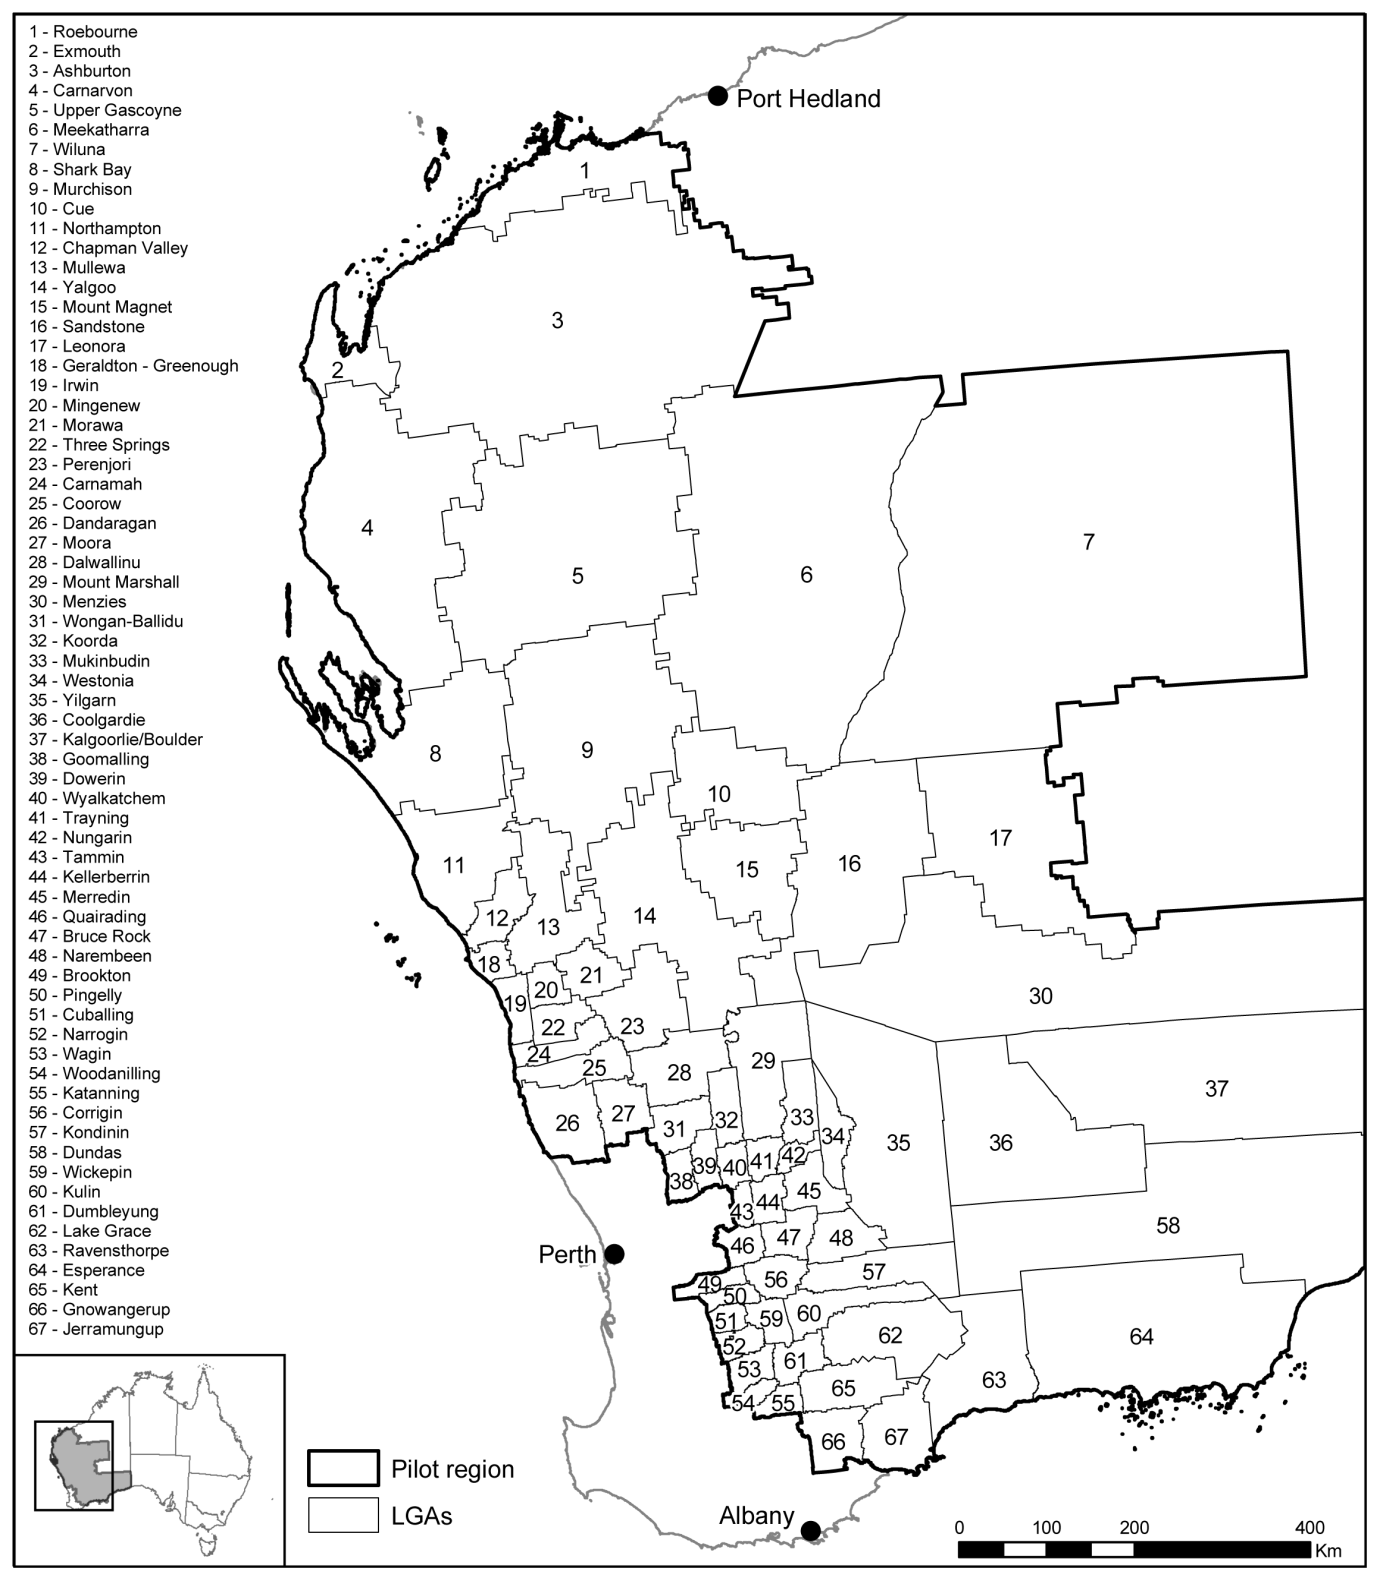 1 - Roebourne
2 - Exmouth
3 - Ashburton
4 - Carnarvon
5 - Upper Gascoyne
6 - Meekatharra
7 - Wiluna
8 - Shark Bay
9 - Murchison
10 - Cue
11 - Northampton
12 - Chapman Valley
13 - Mullewa
14 - Yalgoo
15 - Mount Magnet
16 - Sandstone
17 - Leonora
18 - Geraldton - Greenough
19 - Irwin
20 - Mingenew
21 - Morawa
22 - Three Springs
23 - Perenjori
24 - Carnamah
25 - Coorow
26 - Dandaragan
27 - Moora
28 - Dalwallinu
29 - Mount Marshall
30 - Menzies
31 - Wongan-Ballidu
32 - Koorda
33 - Mukinbudin
34 - Westonia
35 - Yilgarn
36 - Coolgardie
37 - Kalgoorlie/Boulder
38 - Goomalling
39 - Dowerin
40 - Wyalkatchem
41 - Trayning
42 - Nungarin
43 - Tammin
44 - Kellerberrin
45 - Merredin
46 - Quairading
47 - Bruce Rock
48 - Narembeen
49 - Brookton
50 - Pingelly
51 - Cuballing
52 - Narrogin
53 - Wagin
54 - Woodanilling
55 - Katanning
56 - Corrigin
57 - Kondinin
58 - Dundas
59 - Wickepin
60 - Kulin
61 - Dumbleyung
62 - Lake Grace
63 - Ravensthorpe
64 - Esperance
65 - Kent
66 - Gnowangerup
67 - Jerramungup
Port Hedland
1
3
2
4
7
5
6
8
9
10
11
17
15
16
12
14
13
18
21
20
30
19
23
22
24
29
25
28
37
27
33
32
26
31
34
35
36
42
41
39
40
38
45
44
43
58
47
48
46
Perth
57
56
49
50
60
59
51
62
64
52
61
53
63
65
54
55
67
66
Pilot region
LGAs
Albany
0 100 200 400
Km